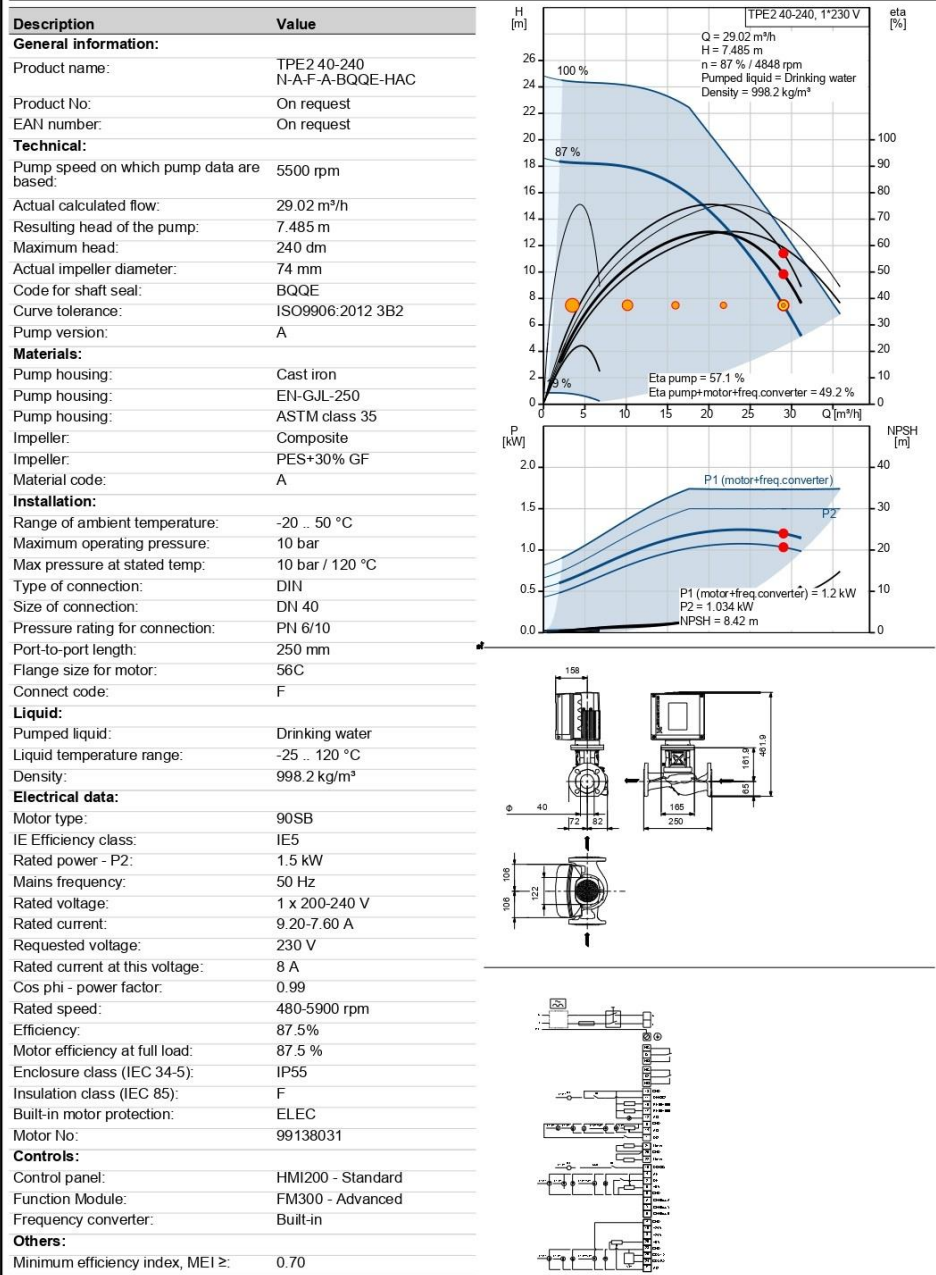 Description Value
General information:
Product name: TPE2 40-240
N-A-F-A-BQQE-HAC
Product No: On request
EAN number: On request
Technical:
Pump speed on which pump data are based: 5500 rpm
Actual calculated flow: 29.02 m³/h
Resulting head of the pump: 7.485 m
Maximum head: 240 dm
Actual impeller diameter: 74 mm
Code for shaft seal: BQQE
Curve tolerance: ISO9906:2012 3B2
Pump version: A
Materials:
Pump housing: Cast iron
Pump housing: EN-GJL-250
Pump housing: ASTM class 35
Impeller: Composite
Impeller: PES+30% GF
Material code: A
Installation:
Range of ambient temperature: -20 .. 50 °C
Maximum operating pressure: 10 bar
Max pressure at stated temp: 10 bar / 120 °C
Type of connection: DIN
Size of connection: DN 40
Pressure rating for connection: PN 6/10
Port-to-port length: 250 mm
Flange size for motor: 56C
Connect code: F
Liquid:
Pumped liquid: Drinking water
Liquid temperature range: -25 .. 120 °C
Density: 998.2 kg/m³
Electrical data:
Motor type: 90SB
IE Efficiency class: IE5
Rated power - P2: 1.5 kW
Mains frequency: 50 Hz
Rated voltage: 1 x 200-240 V
Rated current: 9.20-7.60 A
Requested voltage: 230 V
Rated current at this voltage: 8 A
Cos phi - power factor: 0.99
Rated speed: 480-5900 rpm
Efficiency: 87.5%
Motor efficiency at full load: 87.5 %
Enclosure class (IEC 34-5): IP55
Insulation class (IEC 85): F
Built-in motor protection: ELEC
Motor No: 99138031
Controls:
Control panel: HMI200 - Standard
Function Module: FM300 - Advanced
Frequency converter: Built-in
Others:
Minimum efficiency index, MEI ≥: 0.70
H
[m]
TPE2 40-240, 1*230 V
eta
[%]
Q = 29.02 m³/h
H = 7.485 m
n = 87 % / 4848 rpm
Pumped liquid = Drinking water
Density = 998.2 kg/m³
100 %
87 %
9 %
26
24
22
20
18
16
14
12
10
8
6
4
2
0
100
90
80
70
60
50
40
30
20
10
0
Eta pump = 57.1 %
Eta pump+motor+freq.converter = 49.2 %
0 5 10 15 20 25 30 Q [m³/h]
P
[kW]
NPSH
[m]
2.0
1.5
1.0
0.5
0.0
40
30
20
10
0
P1 (motor+freq.converter)
P2
P1 (motor+freq.converter) = 1.2 kW
P2 = 1.034 kW
NPSH = 8.42 m
158
161.9
461.9
65
Ø 40
72 82
165
250
106
106
122